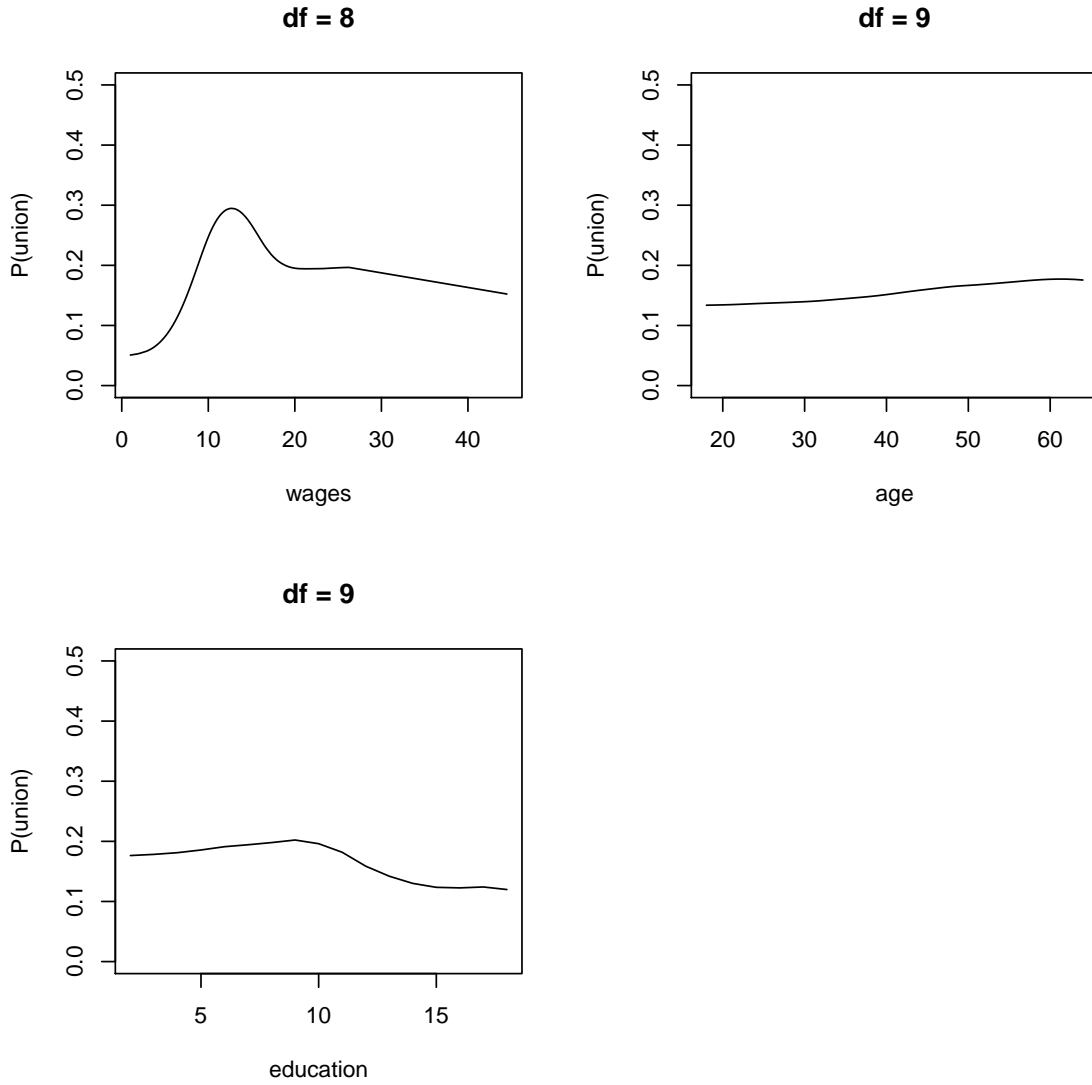 df = 8
P(union)
0.0 0.1 0.2 0.3 0.4 0.5
0 10 20 30 40
wages
df = 9
P(union)
0.0 0.1 0.2 0.3 0.4 0.5
20 30 40 50 60
age
df = 9
P(union)
0.0 0.1 0.2 0.3 0.4 0.5
5 10 15
education